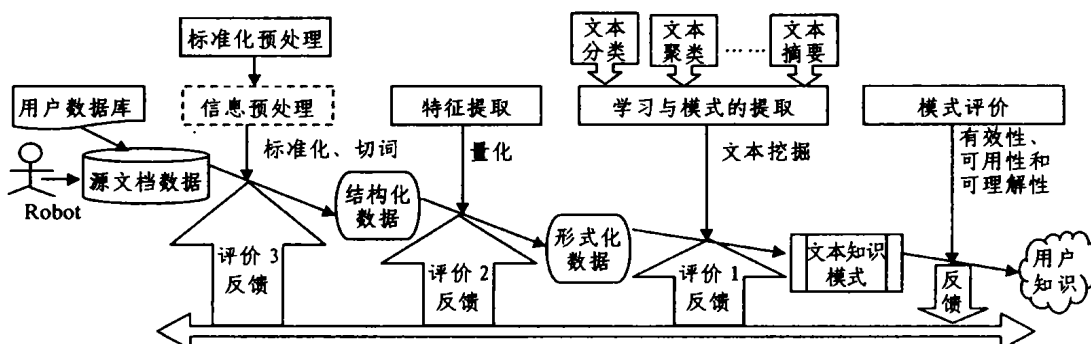 标准化预处理
文本
分类
文本
聚类
……
文本
摘要
用户数据库
信息预处理
特征提取
学习与模式的提取
模式评价
标准化、切词
量化
文本挖掘
有效性、
可用性和
可理解性
Robot
源文档数据
结构化
数据
形式化
数据
文本知识
模式
用户
知识
评价 3
反馈
评价 2
反馈
评价 1
反馈
反
馈